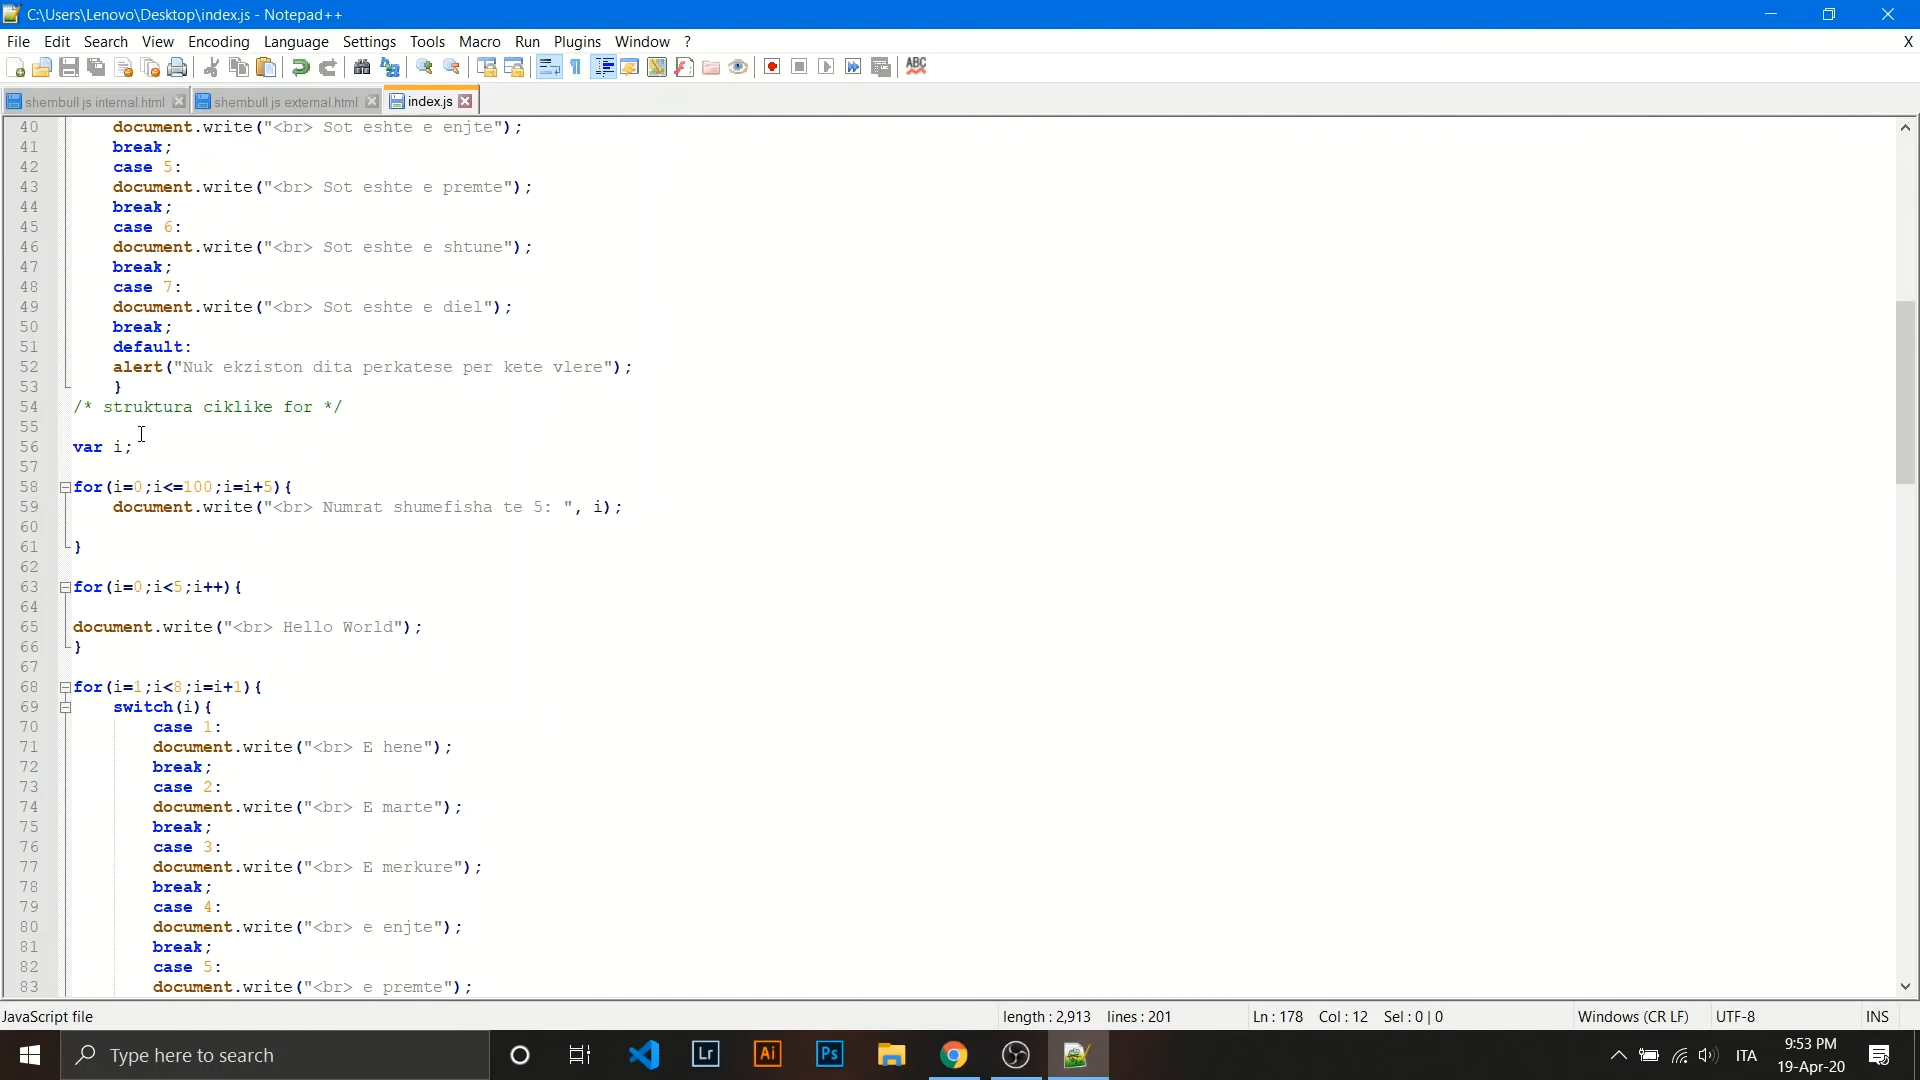 C:\Users\Lenovo\Desktop\index.js - Notepad++
File Edit Search View Encoding Language Settings Tools Macro Run Plugins Window ? X
ABC
shembull js internal.html shembull js external.html index.js
40 document.write("<br> Sot eshte e enjte");
41 break;
42 case 5:
43 document.write("<br> Sot eshte e premte");
44 break;
45 case 6:
46 document.write("<br> Sot eshte e shtune");
47 break;
48 case 7:
49 document.write("<br> Sot eshte e diel");
50 break;
51 default:
52 alert("Nuk ekziston dita perkatese per kete vlere");
53 }
54 /* struktura ciklike for */
55
56 var i;
57
58 for(i=0;i<=100;i=i+5){
59 document.write("<br> Numrat shumefisha te 5: ", i);
60
61 }
62
63 for(i=0;i<5;i++){
64
65 document.write("<br> Hello World");
66 }
67
68 for(i=1;i<8;i=i+1){
69 switch(i){
70 case 1:
71 document.write("<br> E hene");
72 break;
73 case 2:
74 document.write("<br> E marte");
75 break;
76 case 3:
77 document.write("<br> E merkure");
78 break;
79 case 4:
80 document.write("<br> e enjte");
81 break;
82 case 5:
83 document.write("<br> e premte");
JavaScript file length : 2,913 lines : 201 Ln : 178 Col : 12 Sel : 0 | 0 Windows (CR LF) UTF-8 INS
Type here to search Lr Ai Ps ITA 9:53 PM
19-Apr-20